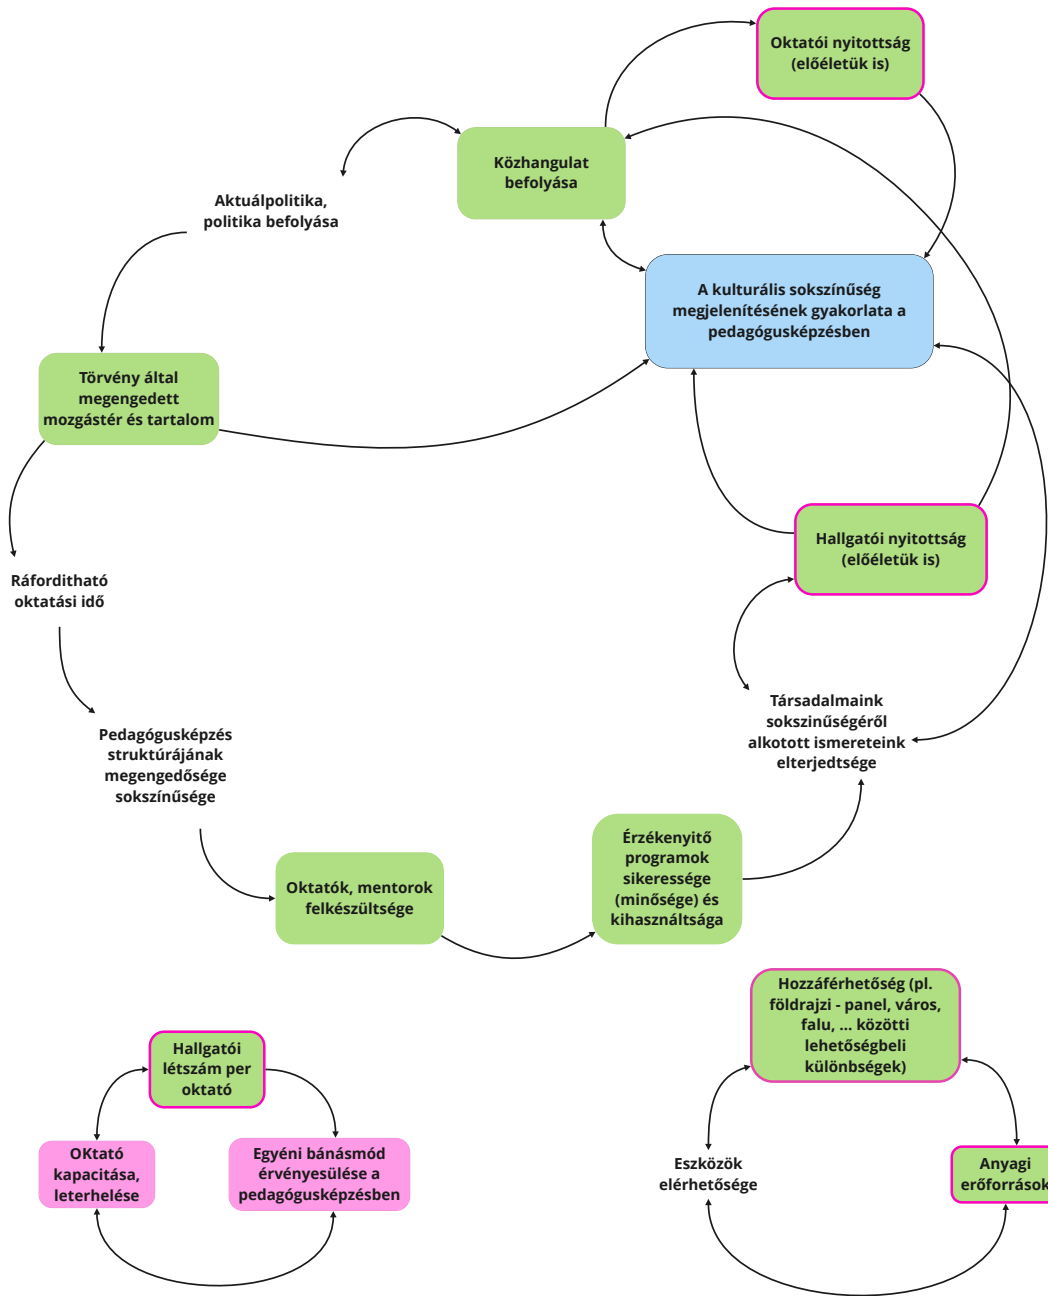 Oktatói nyitottság
(előéletük is)
Közhangulat
befolyása
Aktuálpolitika,
politika befolyása
A kulturális sokszínűség
megjelenítésének gyakorlata a
pedagógusképzésben
Törvény által
megengedett
mozgástér és tartalom
Hallgatói nyitottság
(előéletük is)
Ráforditható
oktatási idő
Társadalmaink
sokszinűségéről
alkotott ismereteink
elterjedtsége
Pedagógusképzés
struktúrájának
megengedősége
sokszínűsége
Érzékenyitő
programok
sikeressége
(minősége) és
kihasználtsága
Oktatók, mentorok
felkészültsége
Hozzáférhetőség (pl.
földrajzi - panel, város,
falu, ... közötti
lehetőségbeli
különbségek)
Hallgatói
létszám per
oktató
OKtató
kapacitása,
leterhelése
Egyéni bánásmód
érvényesülése a
pedagógusképzésben
Eszközök
elérhetősége
Anyagi
erőforrások